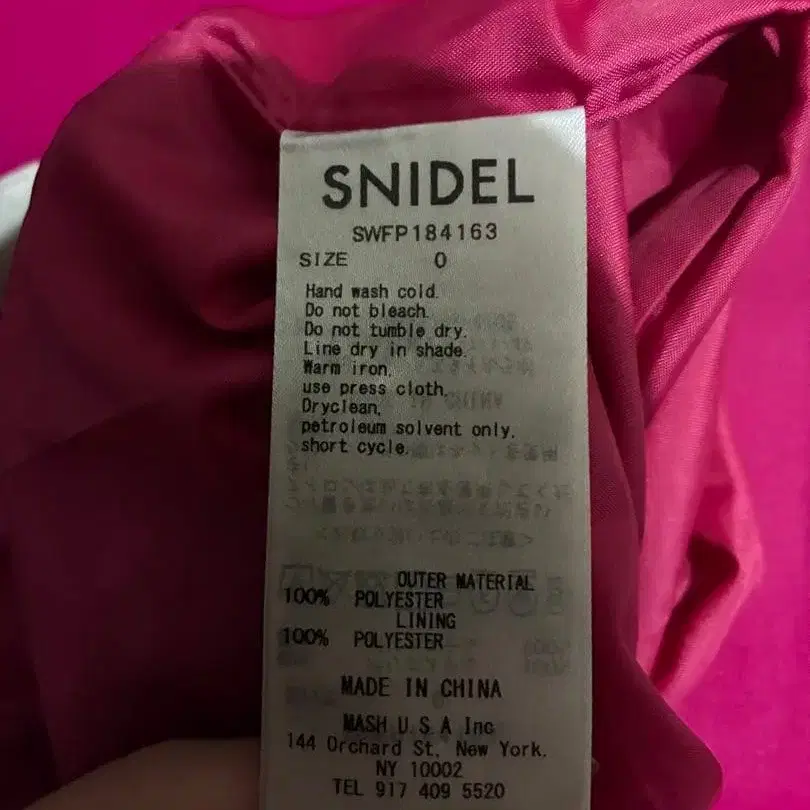 SNIDEL
SWFP184163
SIZE 0
Hand wash cold.
Do not bleach.
Do not tumble dry.
Line dry in shade.
Warm iron,
use press cloth.
Dryclean,
petroleum solvent only,
short cycle.
OUTER MATERIAL
100% POLYESTER
LINING
100% POLYESTER
MADE IN CHINA
MASH U.S.A Inc
144 Orchard St, New York.
NY 10002
TEL 917 409 5520